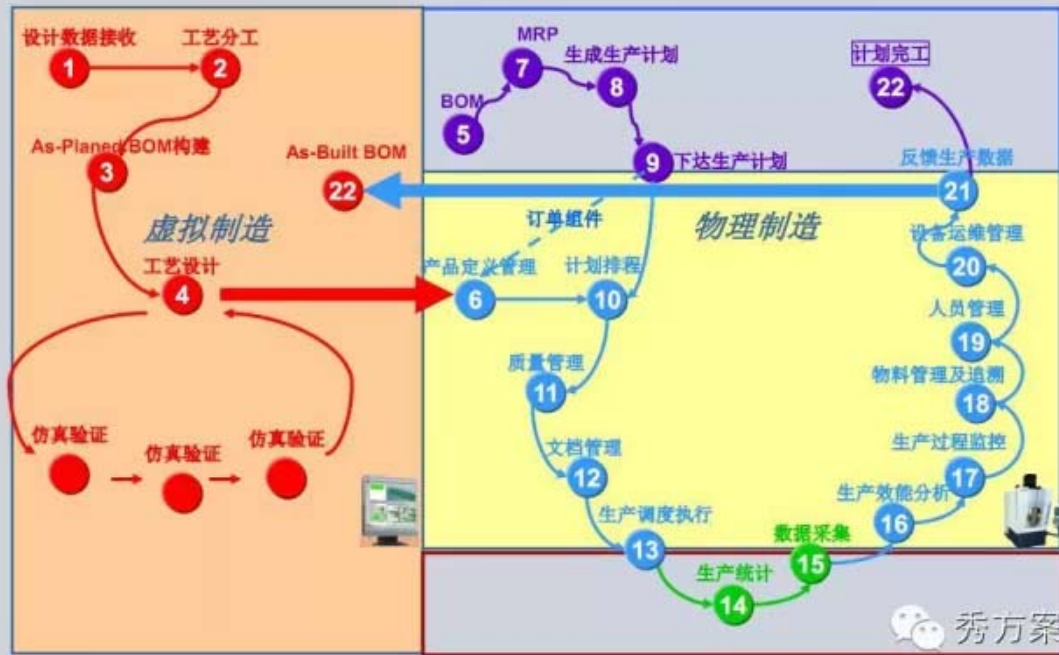 设计数据接收
1
工艺分工
2
As-Planed BOM构建
3
As-Built BOM
22
虚拟制造
工艺设计
4
仿真验证
仿真验证
仿真验证
MRP
7
生成生产计划
8
BOM
5
9
下达生产计划
计划完工
22
反馈生产数据
21
订单组件
物理制造
产品定义管理
6
计划排程
10
质量管理
11
文档管理
12
生产调度执行
13
生产统计
14
数据采集
15
生产效能分析
16
生产过程监控
17
物料管理及追溯
18
人员管理
19
设备运维管理
20
秀方案